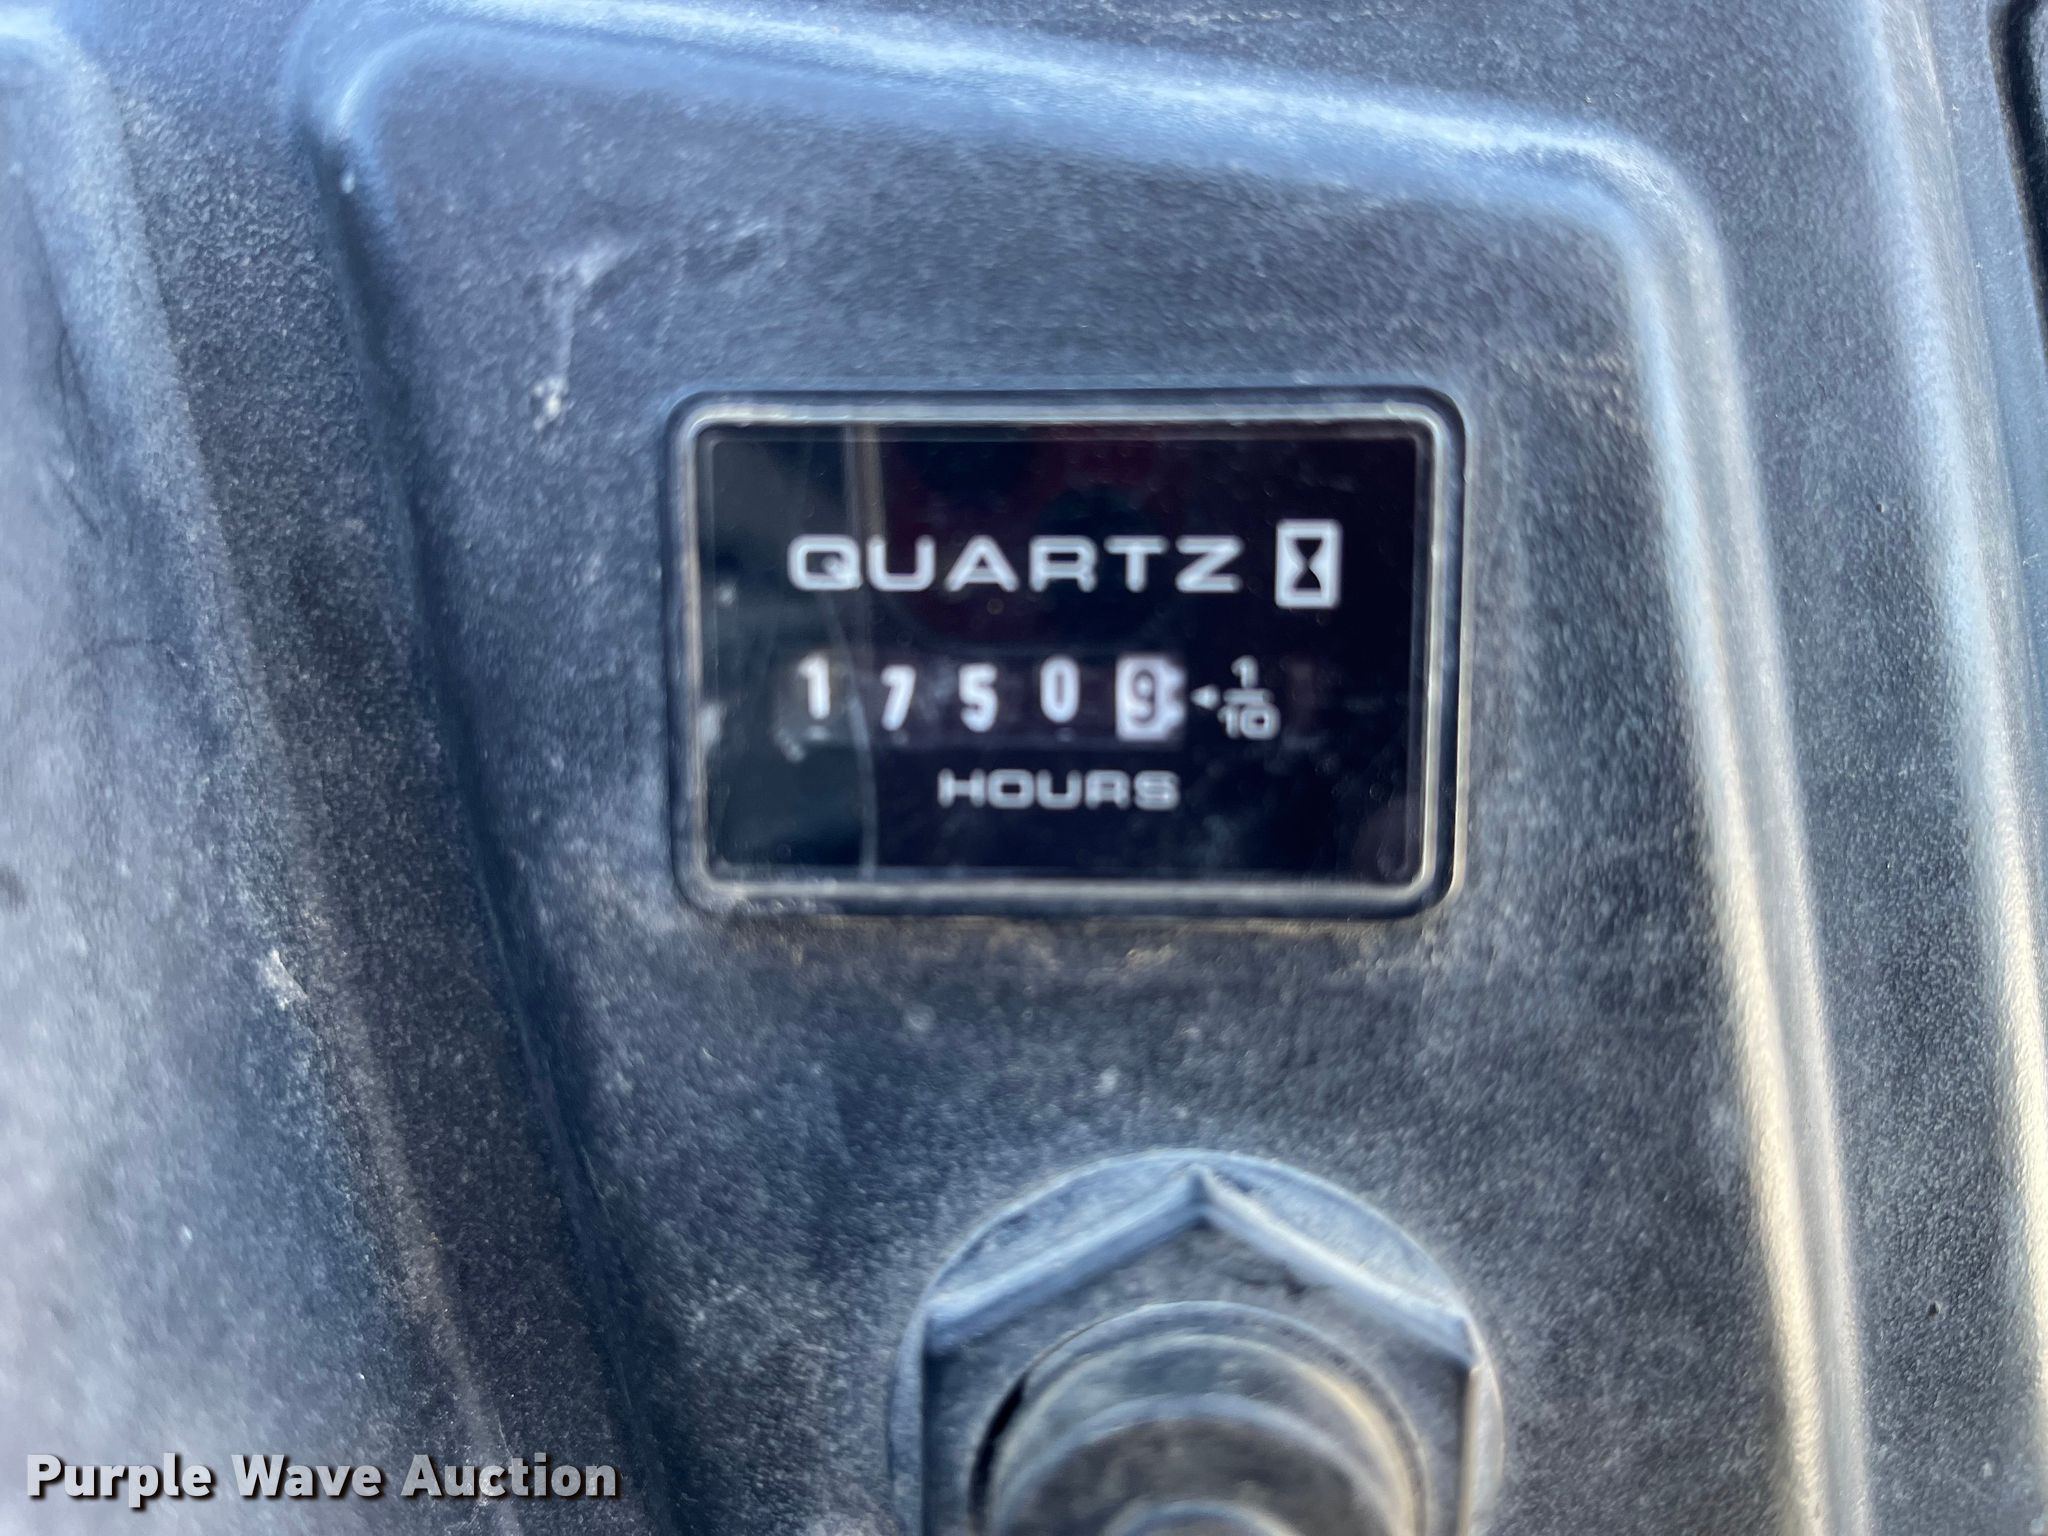 QUARTZ
1 7 5 0 9 1/10
HOURS
Purple Wave Auction